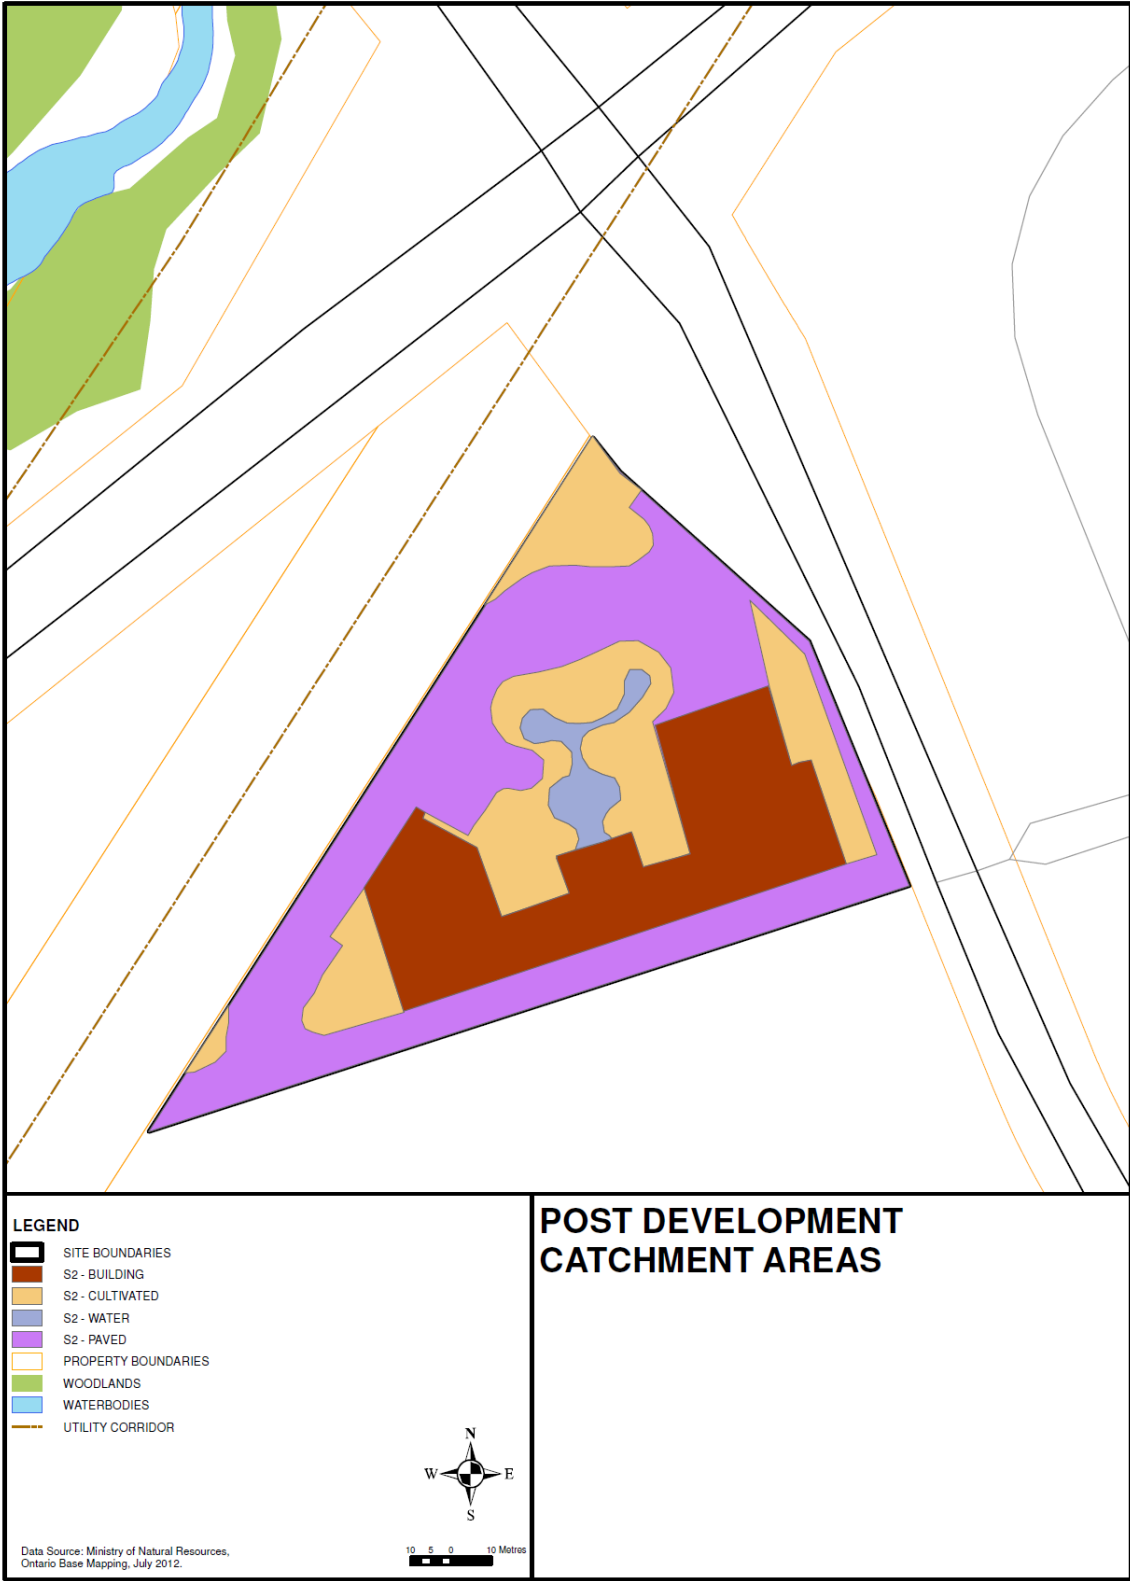 LEGEND
SITE BOUNDARIES
S2 - BUILDING
S2 - CULTIVATED
S2 - WATER
S2 - PAVED
PROPERTY BOUNDARIES
WOODLANDS
WATERBODIES
UTILITY CORRIDOR
N
W E
S
Data Source: Ministry of Natural Resources,
Ontario Base Mapping, July 2012.
10 5 0 10 Metres
POST DEVELOPMENT
CATCHMENT AREAS